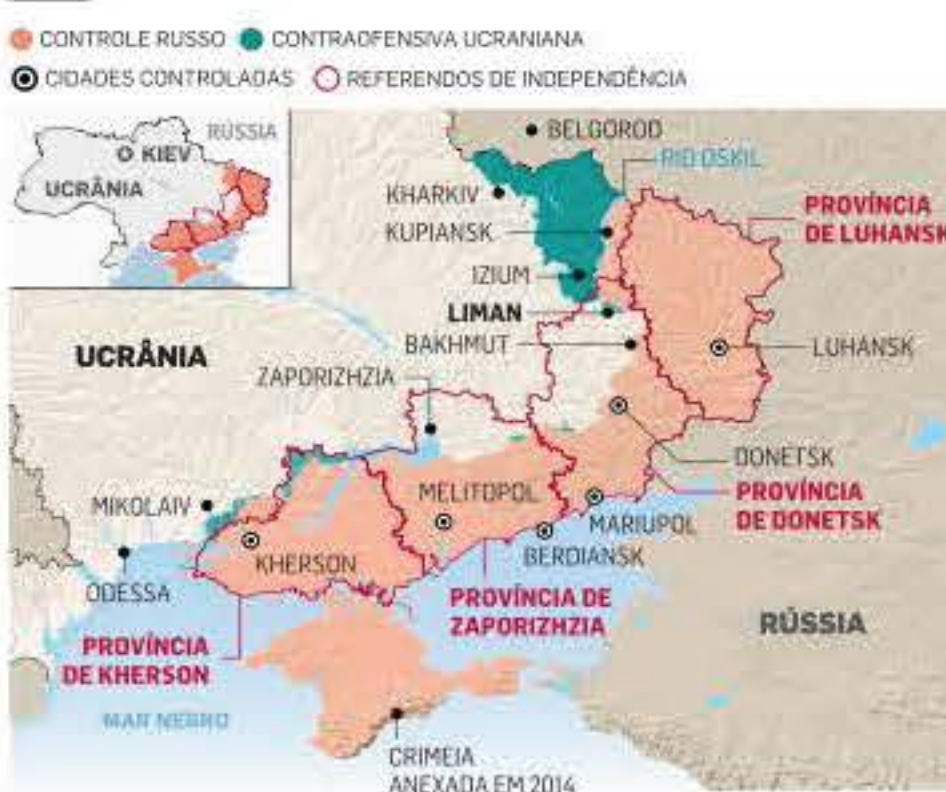 CONTROLE RUSSO CONTRAOFENSIVA UCRANIANA
CIDADES CONTROLADAS REFERENDOS DE INDEPENDÊNCIA
RÚSSIA
KIEV
UCRÂNIA
BELGOROD
RIO OSKIL
KHARKIV
KUPIANSK
PROVÍNCIA
DE LUHANSK
IZIUM
LIMAN
BAKHMUT
LUHANSK
UCRÂNIA
ZAPORIZHZIA
DONETSK
PROVÍNCIA
DE DONETSK
MELITOPOL
MIKOLAIV
MARIUPOL
BERDIANSK
KHERSON
ODESSA
PROVÍNCIA DE
ZAPORIZHZIA
RÚSSIA
PROVÍNCIA
DE KHERSON
MAR NEGRO
CRIMEIA
ANEXADA EM 2014